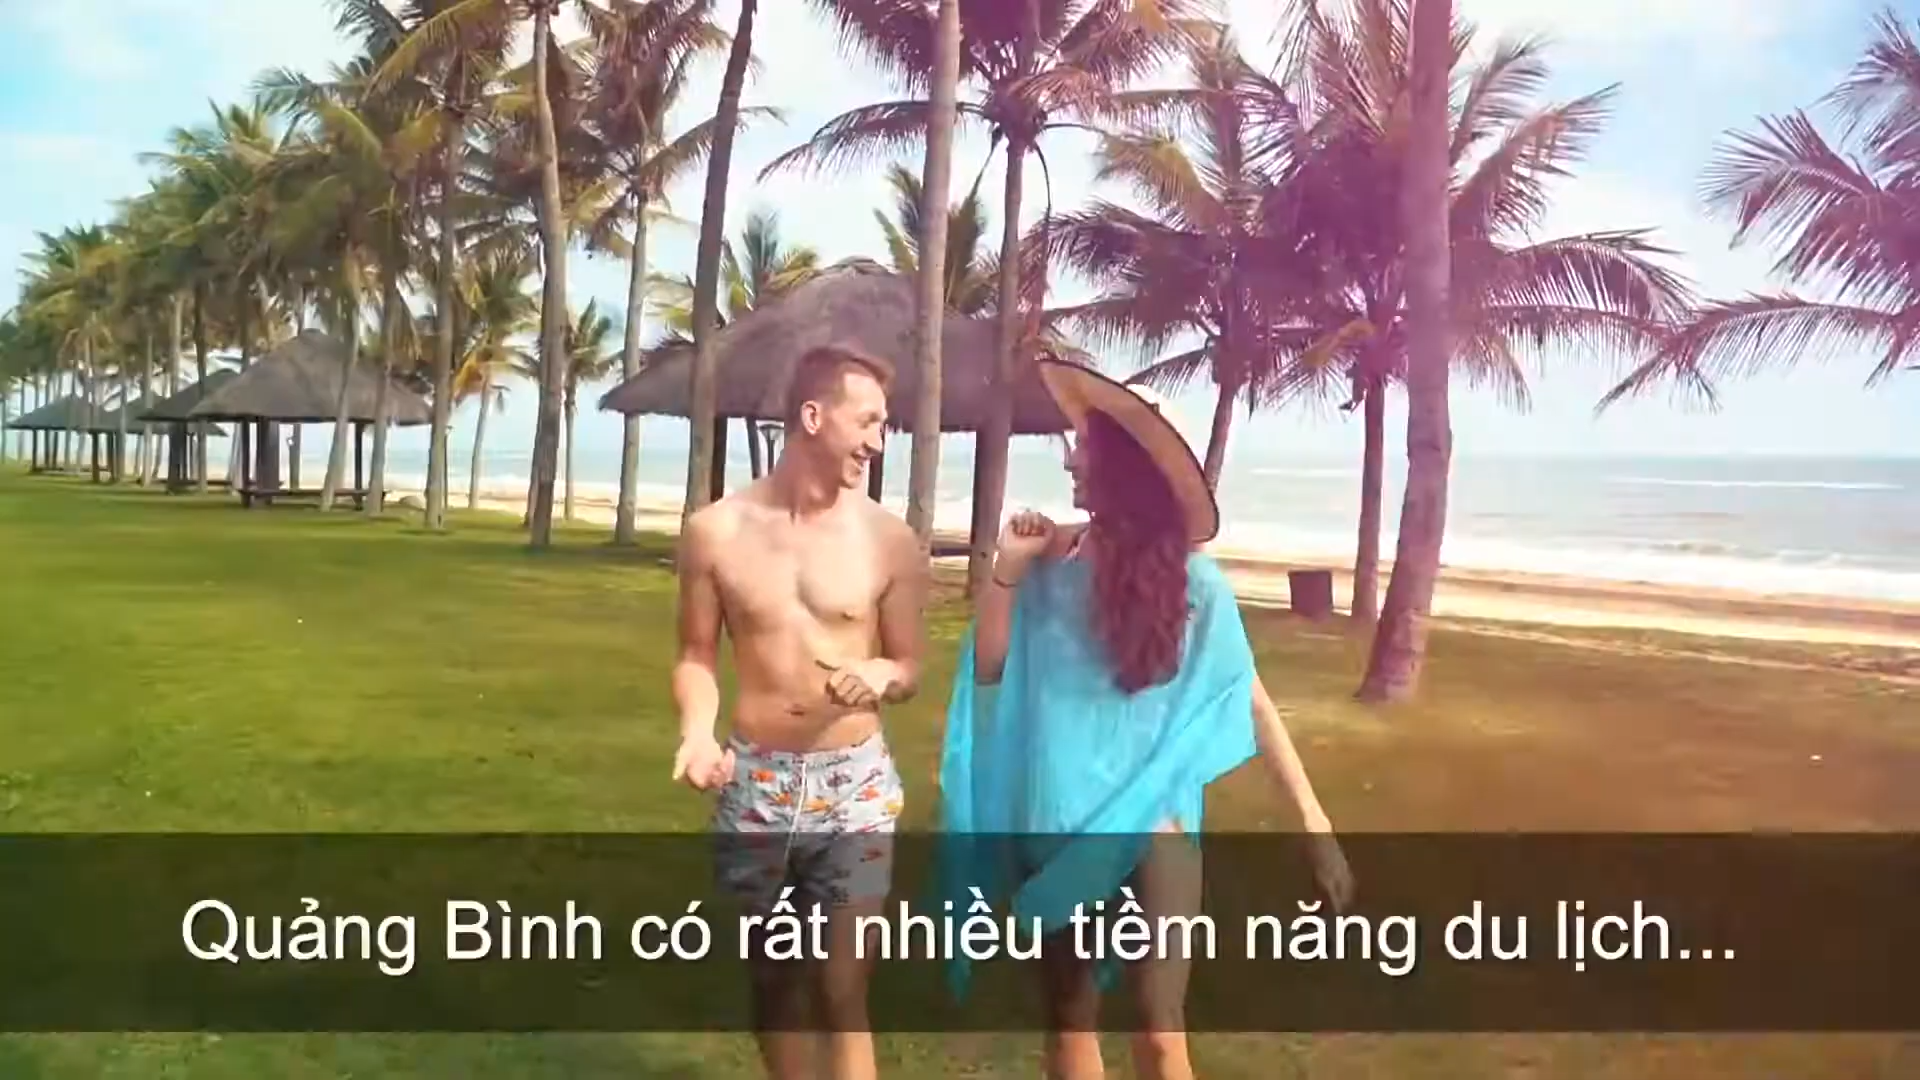 Quảng Bình có rất nhiều tiềm năng du lịch...